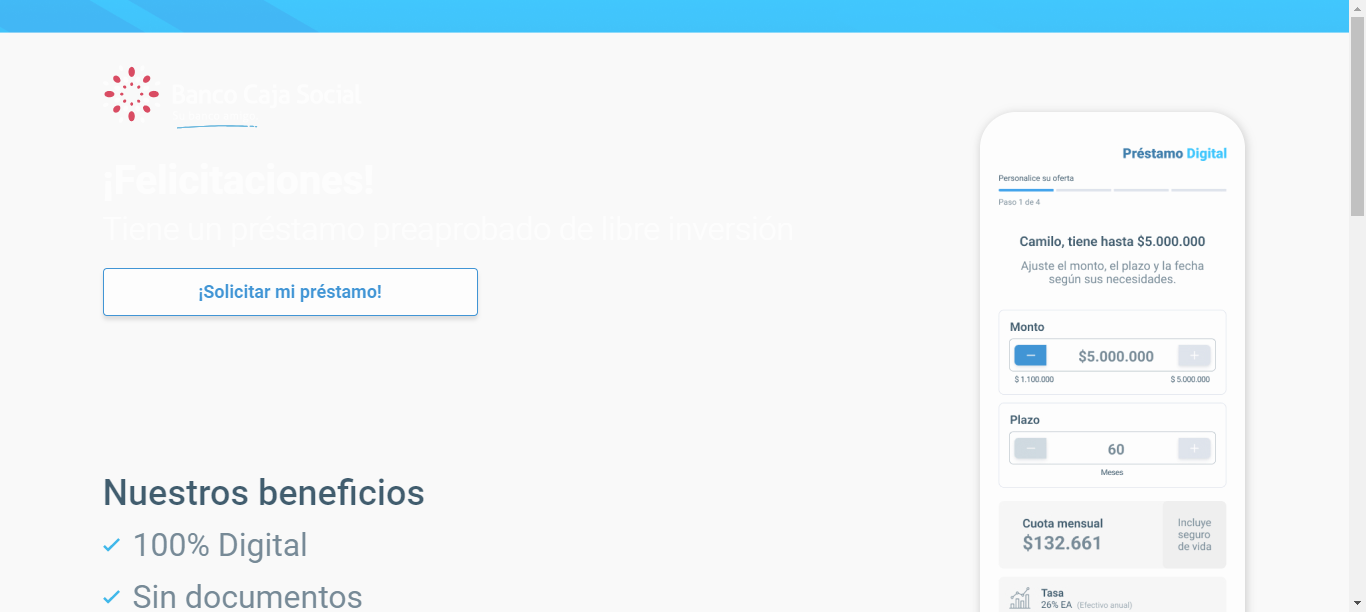 Banco Caja Social
¡Felicitaciones!
Tiene un préstamo preaprobado de libre inversión
¡Solicitar mi préstamo!
Nuestros beneficios
100% Digital
Sin documentos
Préstamo Digital
Personalice su oferta
Paso 1 de 4
Camilo, tiene hasta $5.000.000
Ajuste el monto, el plazo y la fecha
según sus necesidades.
Monto
− $5.000.000 +
$ 1.100.000 $ 5.000.000
Plazo
− 60 +
Meses
Cuota mensual
$132.661
Incluye
seguro
de vida
Tasa
26% EA (Efectivo anual)